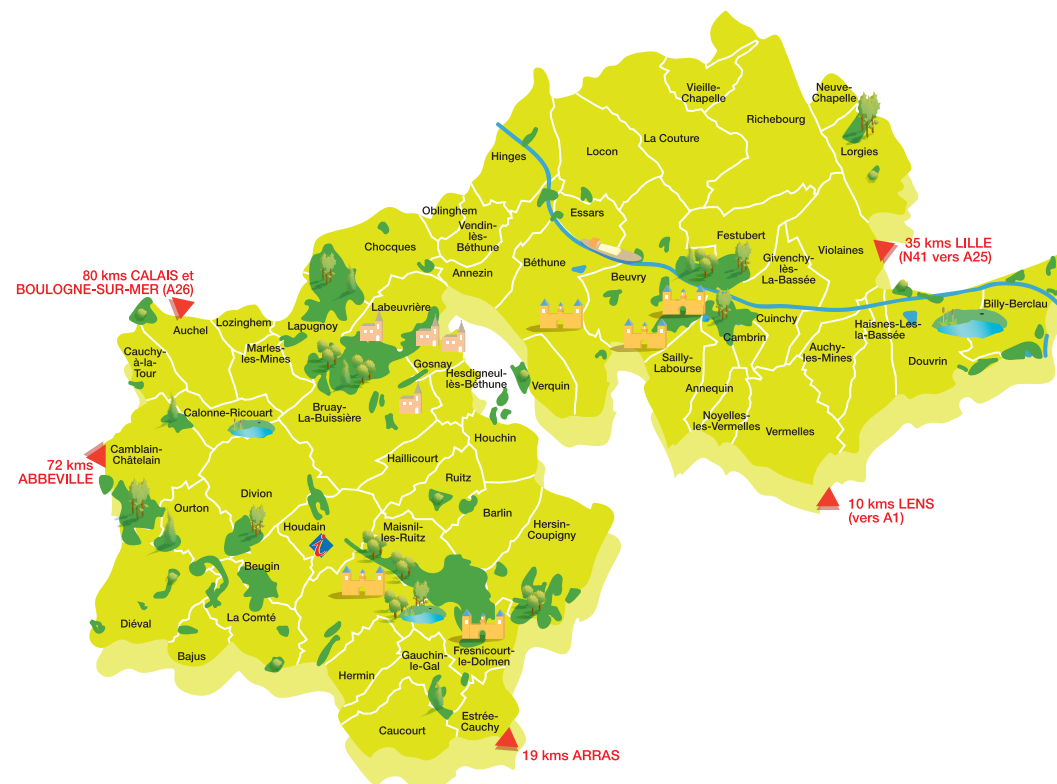 Vieille-
Chapelle
Neuve-
Chapelle
Richebourg
La Couture
Locon
Lorgies
Hinges
Oblinghem
Essars
Vendin-
lès-
Béthune
Chocques
Festubert
Violaines
35 kms LILLE
(N41 vers A25)
Givenchy-
lès-
La-Bassée
Annezin
Béthune
Beuvry
80 kms CALAIS et
BOULOGNE-SUR-MER (A26)
Billy-Berclau
Labeuvrière
Auchel
Lozinghem
Lapugnoy
Cuinchy
Haisnes-Les-
la-Bassée
Cambrin
Cauchy-
à-la-
Tour
Marles-
les-Mines
Auchy-
les-Mines
Douvrin
Gosnay
Hesdigneul-
lès-Béthune
Sailly-
Labourse
Verquin
Annequin
Calonne-Ricouart
Bruay-
La-Buissière
Noyelles-
les-Vermelles
Vermelles
Houchin
Camblain-
Châtelain
72 kms
ABBEVILLE
Haillicourt
Ruitz
Divion
Ourton
10 kms LENS
(vers A1)
Houdain
Maisnil-
les-Ruitz
Barlin
Hersin-
Coupigny
i
Beugin
La Comté
Diéval
Bajus
Gauchin-
le-Gal
Fresnicourt-
le-Dolmen
Hermin
Estrée-
Cauchy
Caucourt
19 kms ARRAS